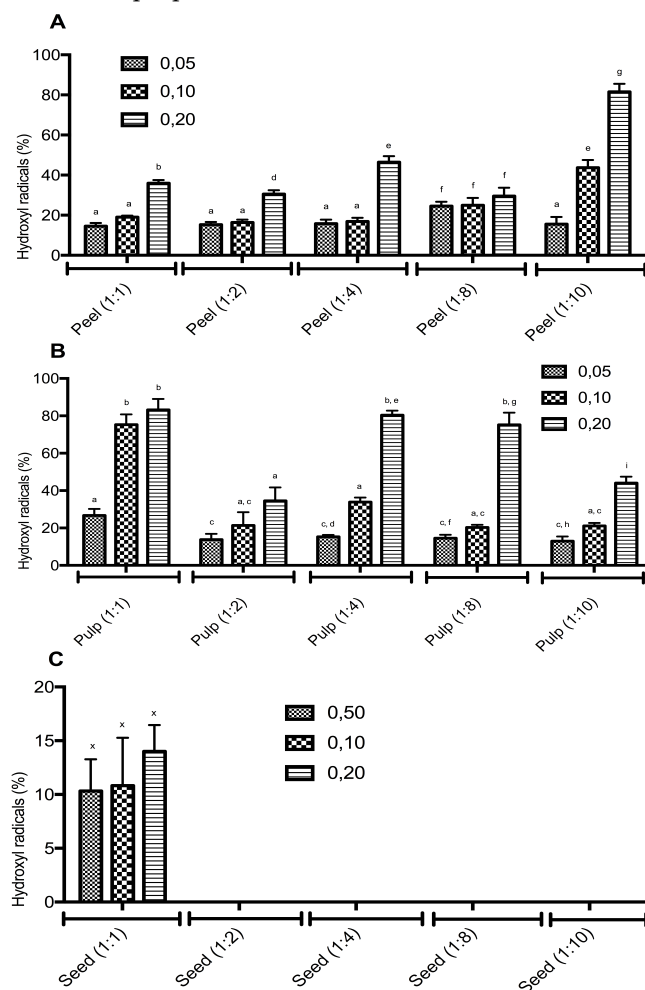 A
100
80
60
40
20
0
Hydroxyl radicals (%)
0,05
0,10
0,20
a a b
a a d
a a e
f f f
a e g
Peel (1:1)
Peel (1:2)
Peel (1:4)
Peel (1:8)
Peel (1:10)
B
100
80
60
40
20
0
Hydroxyl radicals (%)
0,05
0,10
0,20
a b b
c a, c a
c, d a b, e
c, f a, c b, g
c, h a, c i
Pulp (1:1)
Pulp (1:2)
Pulp (1:4)
Pulp (1:8)
Pulp (1:10)
C
20
15
10
5
0
Hydroxyl radicals (%)
0,50
0,10
0,20
x x x
Seed (1:1)
Seed (1:2)
Seed (1:4)
Seed (1:8)
Seed (1:10)